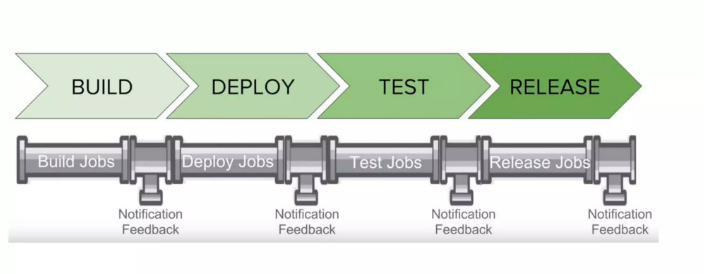 BUILD DEPLOY TEST RELEASE
Build Jobs Deploy Jobs Test Jobs Release Jobs
Notification Notification Notification Notification
Feedback Feedback Feedback Feedback